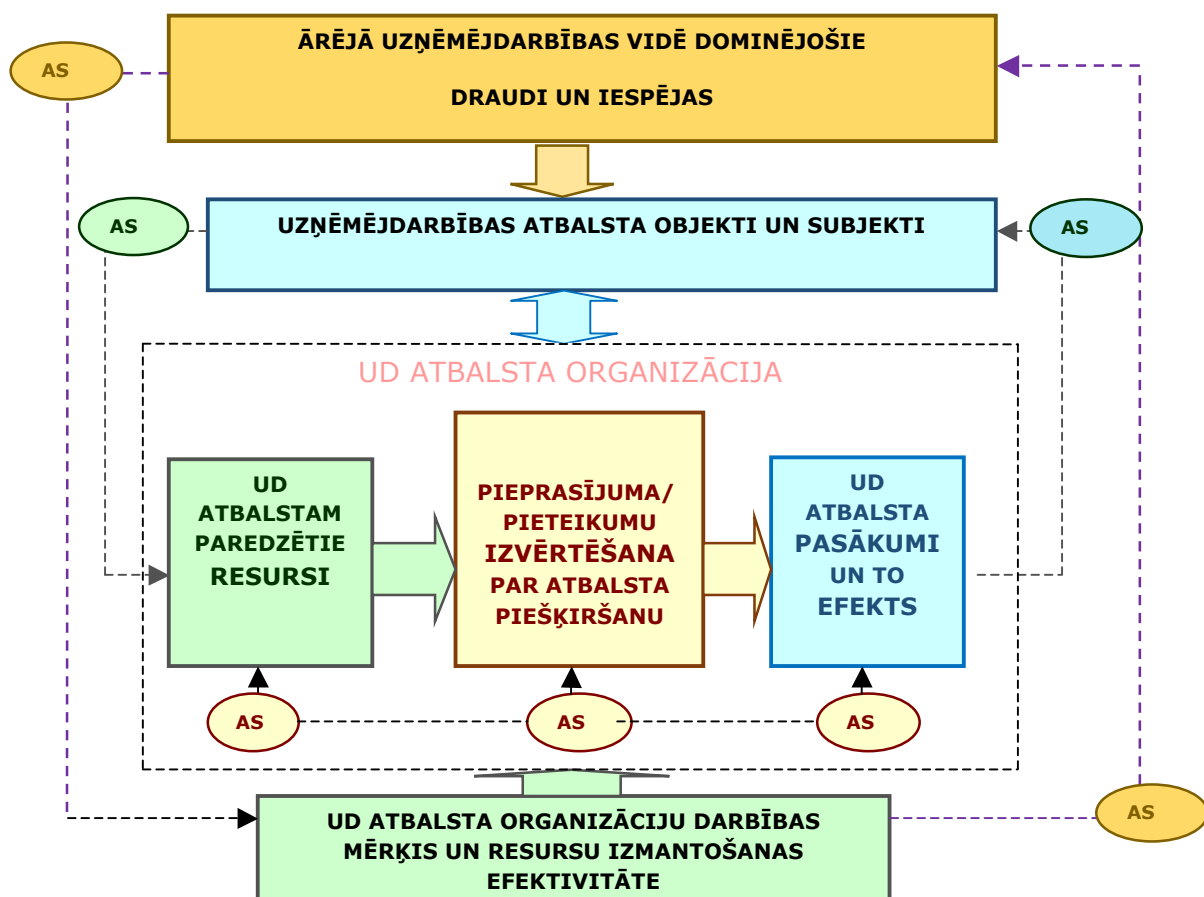 ĀRĒJĀ UZŅĒMĒJDARBĪBAS VIDĒ DOMINĒJOŠIE
AS
DRAUDI UN IESPĒJAS
AS
UZŅĒMĒJDARBĪBAS ATBALSTA OBJEKTI UN SUBJEKTI
AS
UD ATBALSTA ORGANIZĀCIJA
UD
ATBALSTAM
PAREDZĒTIE
RESURSI
PIEPRASĪJUMA/
PIETEIKUMU
IZVĒRTĒŠANA
PAR ATBALSTA
PIEŠĶIRŠANU
UD
ATBALSTA
PASĀKUMI
UN TO
EFEKTS
AS
AS
AS
AS
UD ATBALSTA ORGANIZĀCIJU DARBĪBAS
MĒRĶIS UN RESURSU IZMANTOŠANAS
EFEKTIVITĀTE